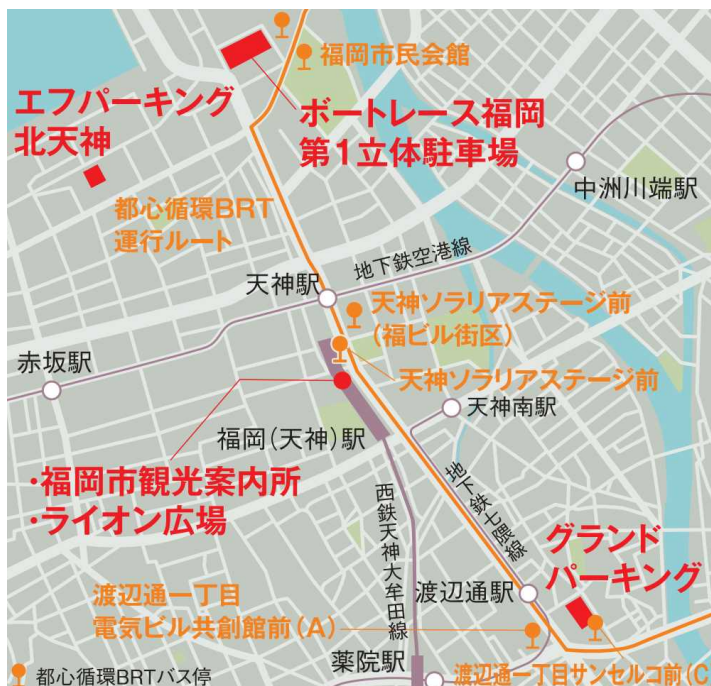 福岡市民会館
エフパーキング
北天神
ボートレース福岡
第1立体駐車場
中洲川端駅
都心循環BRT
運行ルート
地下鉄空港線
天神駅
天神ソラリアステージ前
(福ビル街区)
赤坂駅
天神ソラリアステージ前
天神南駅
福岡(天神)駅
・福岡市観光案内所
・ライオン広場
西鉄天神大牟田線
地下鉄七隈線
グランド
パーキング
渡辺通駅
渡辺通一丁目
電気ビル共創館前(A)
薬院駅
渡辺通一丁目サンセルコ前(C
都心循環BRTバス停